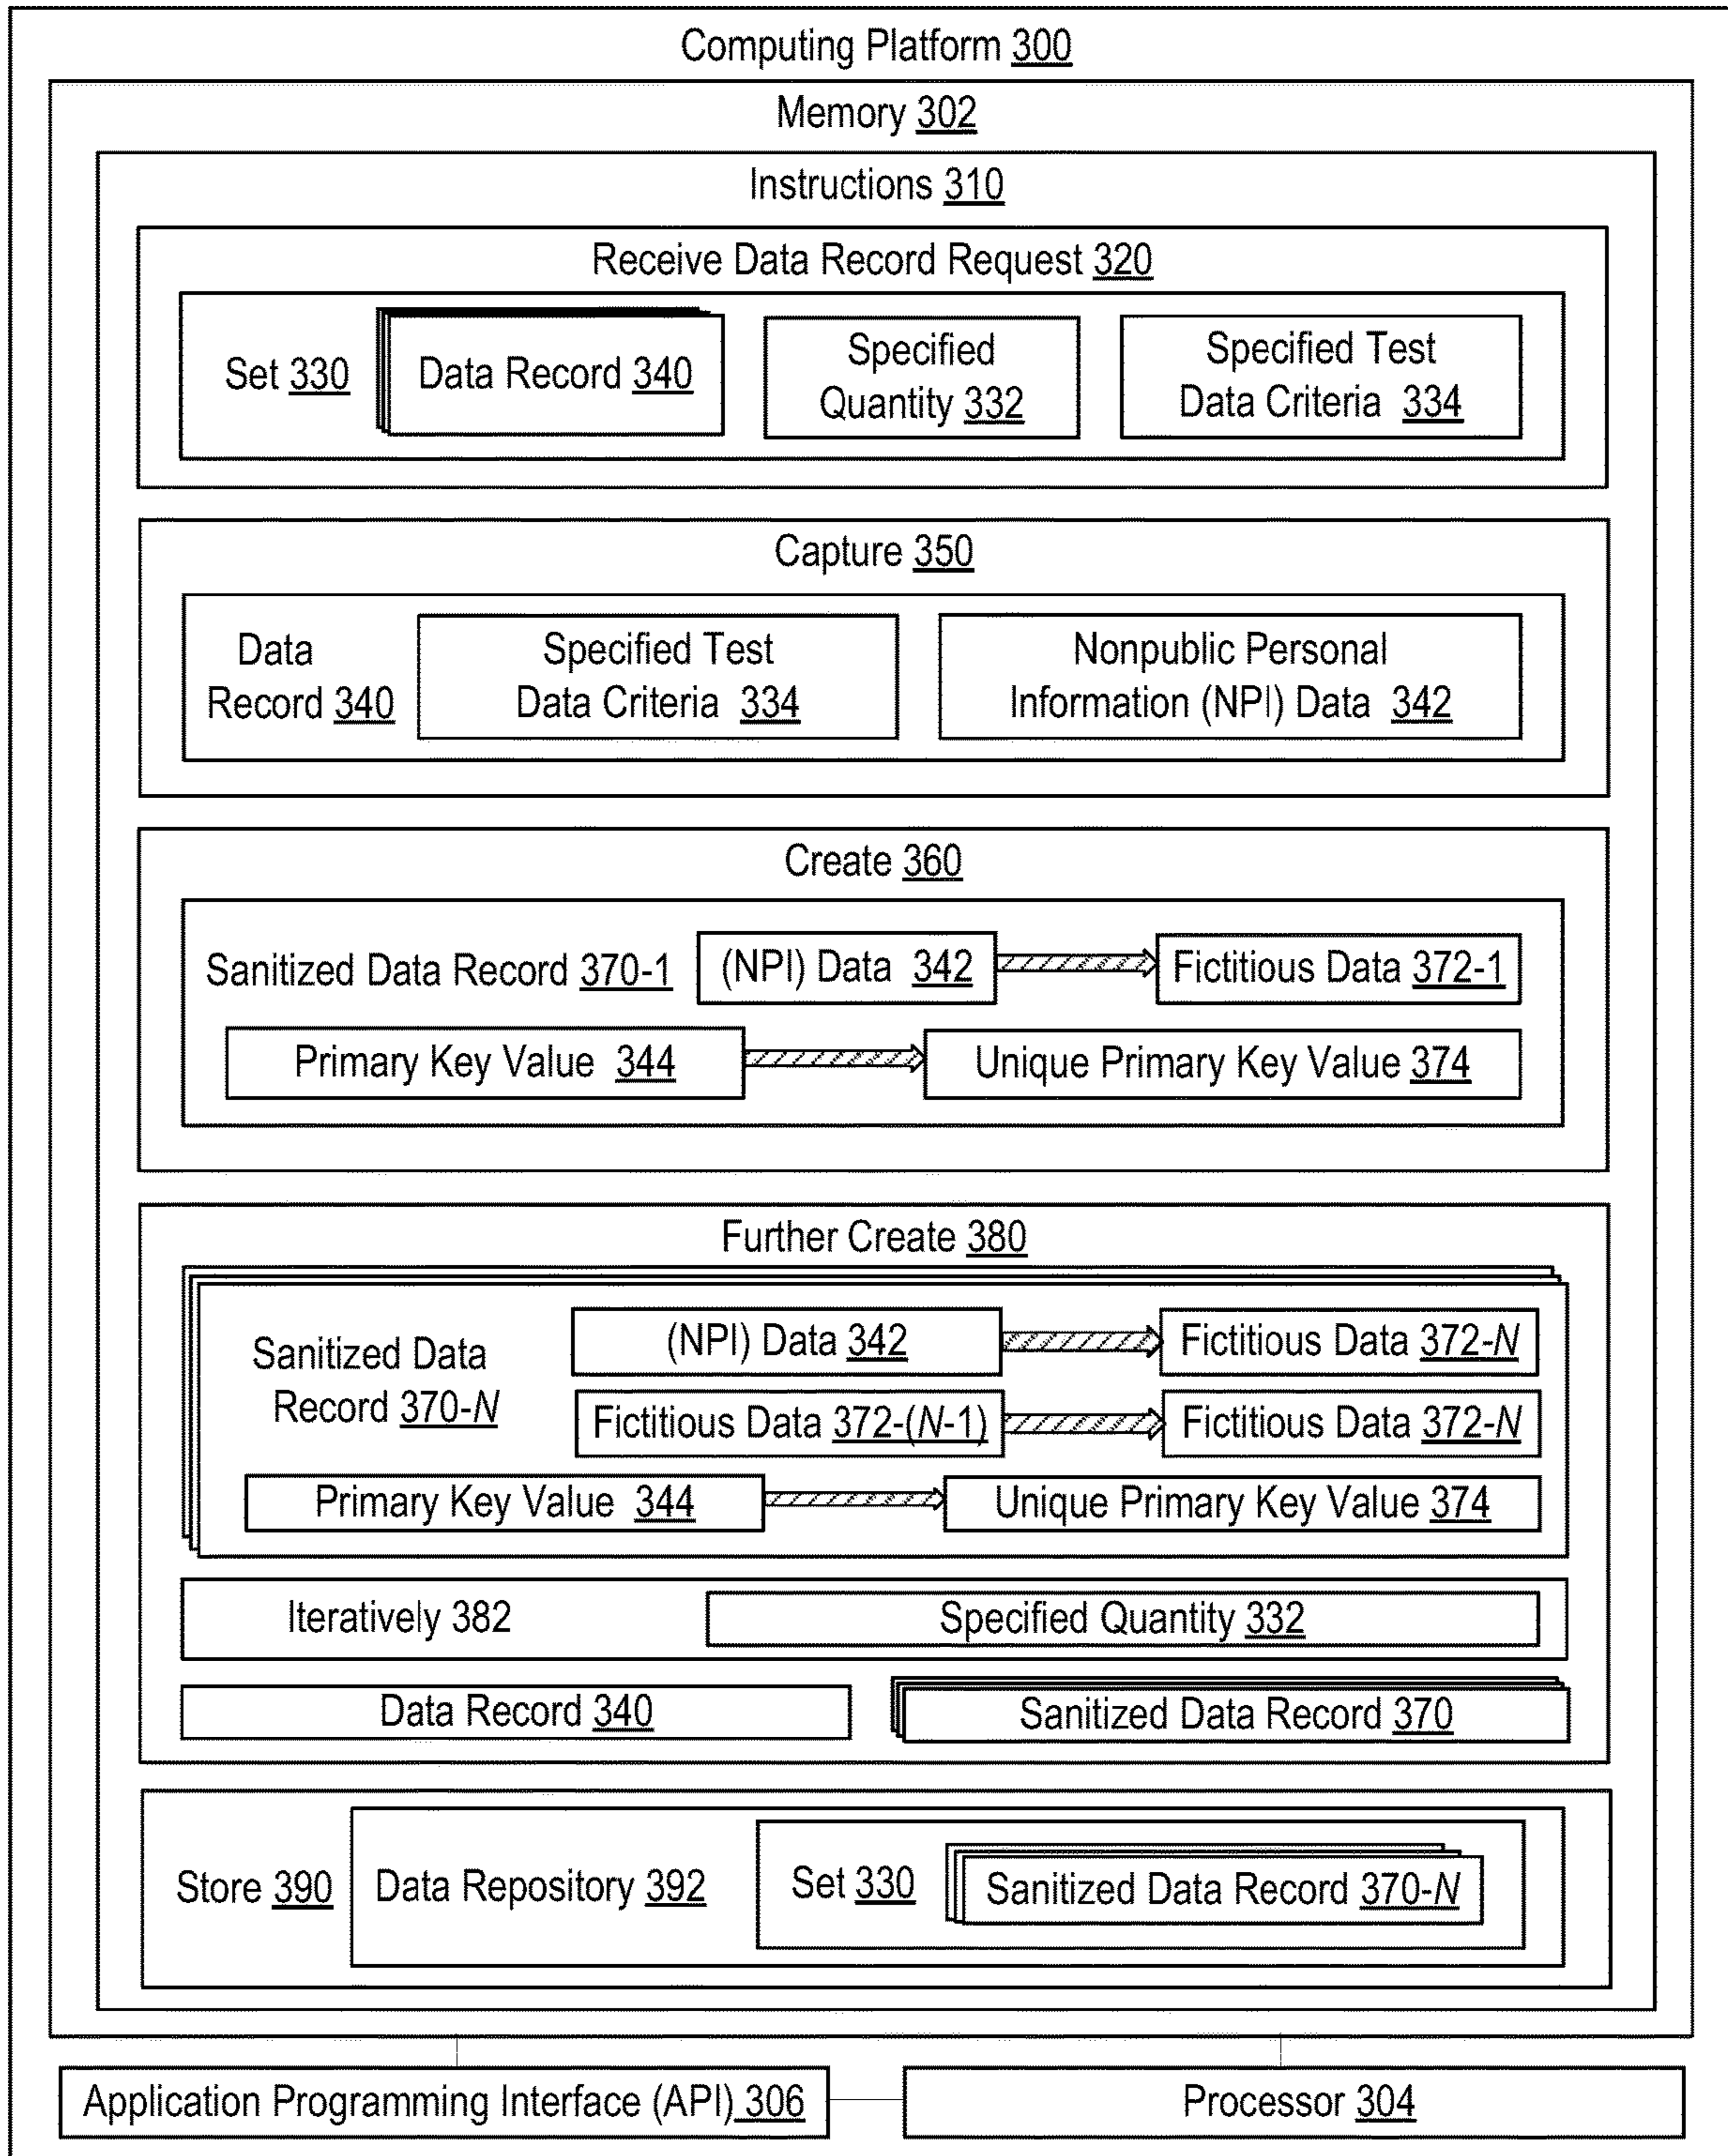 Computing Platform 300
Memory 302
Instructions 310
Receive Data Record Request 320
Set 330
Data Record 340
Specified
Quantity 332
Specified Test
Data Criteria 334
Capture 350
Data
Record 340
Specified Test
Data Criteria 334
Nonpublic Personal
Information (NPI) Data 342
Create 360
Sanitized Data Record 370-1
(NPI) Data 342
Fictitious Data 372-1
Primary Key Value 344
Unique Primary Key Value 374
Further Create 380
Sanitized Data
Record 370-N
(NPI) Data 342
Fictitious Data 372-N
Fictitious Data 372-(N-1)
Fictitious Data 372-N
Primary Key Value 344
Unique Primary Key Value 374
Iteratively 382
Specified Quantity 332
Data Record 340
Sanitized Data Record 370
Store 390
Data Repository 392
Set 330
Sanitized Data Record 370-N
Application Programming Interface (API) 306
Processor 304